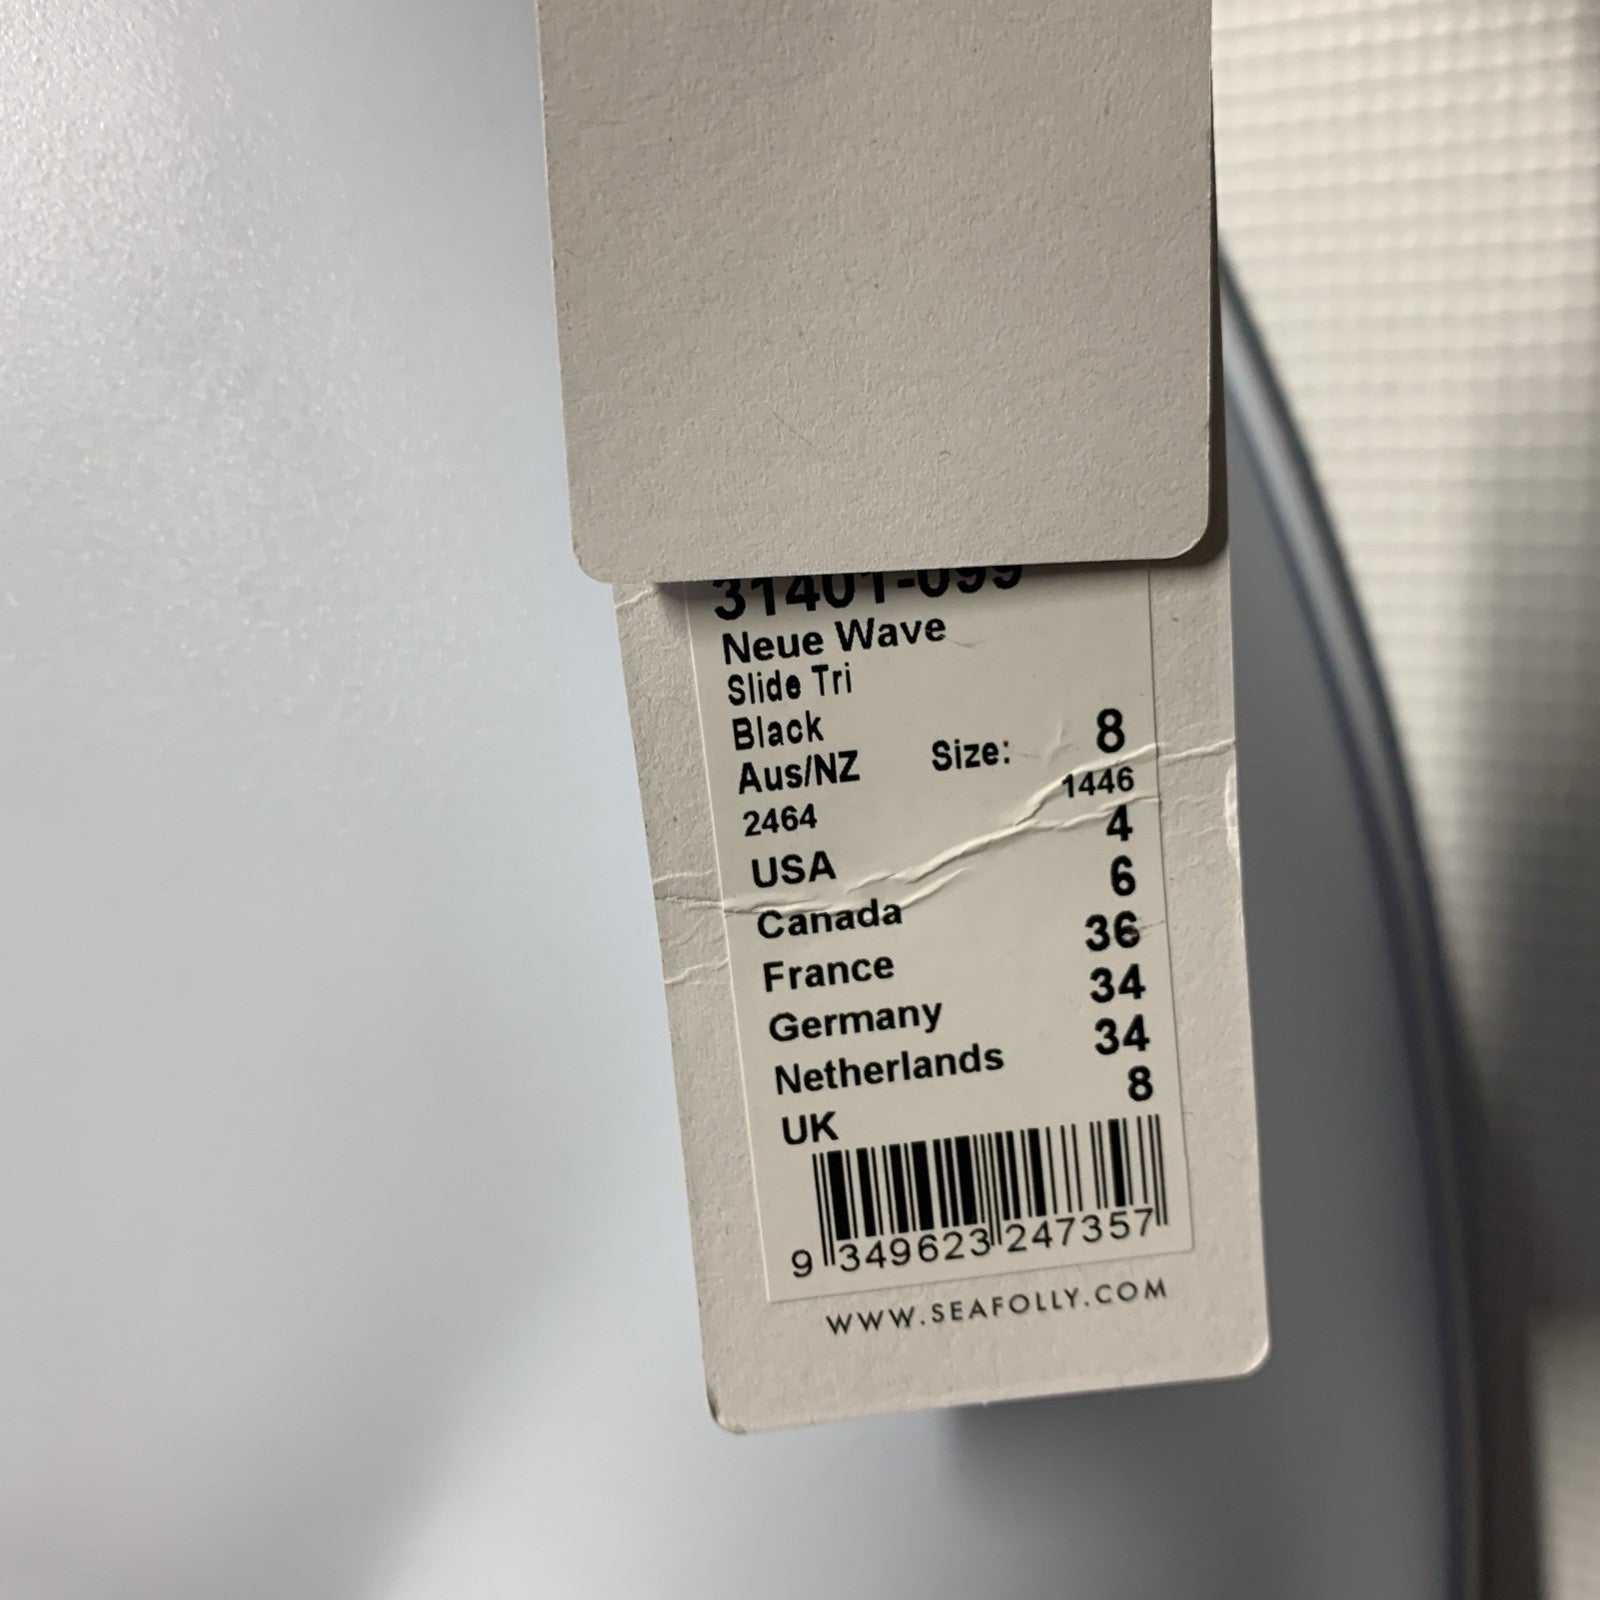 31401-099
Neue Wave
Slide Tri
Black
Aus/NZ Size: 8
2464 1446
USA 4
Canada 6
France 36
Germany 34
Netherlands 34
UK 8
9 349623 247357
WWW.SEAFOLLY.COM